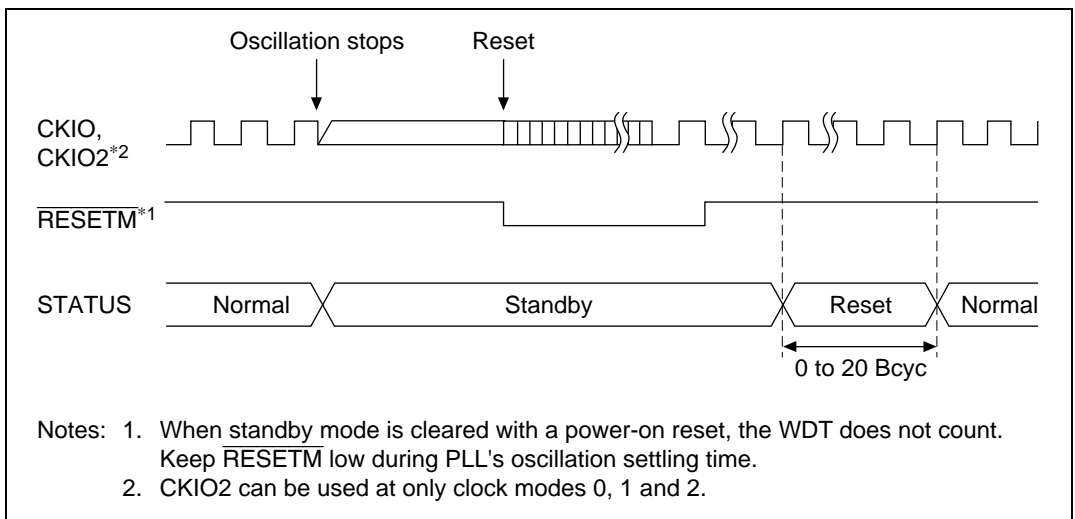 Oscillation stops Reset
CKIO,
CKIO2*2
RESETM*1
STATUS Normal Standby Reset Normal
0 to 20 Bcyc
Notes: 1. When standby mode is cleared with a power-on reset, the WDT does not count.
Keep RESETM low during PLL's oscillation settling time.
2. CKIO2 can be used at only clock modes 0, 1 and 2.